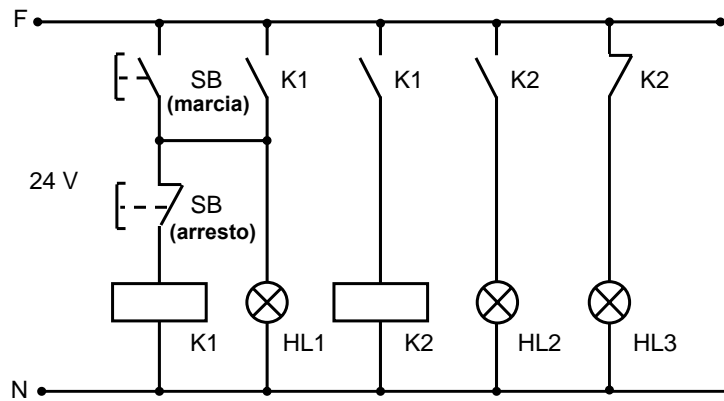 F
SB
(marcia)
K1
K1
K2
K2
24 V
SB
(arresto)
K1
HL1
K2
HL2
HL3
N